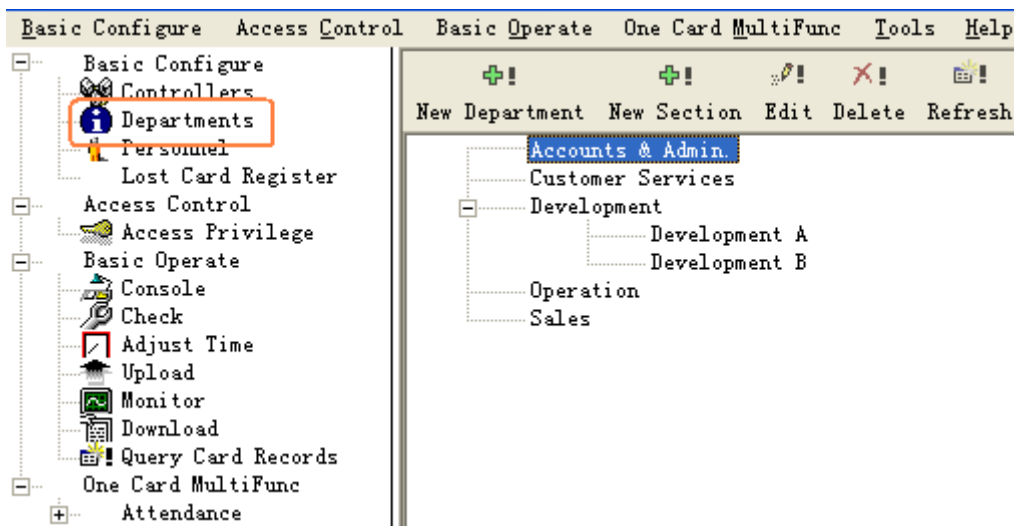 Basic Configure Access Control Basic Operate One Card MultiFunc Tools Help
Basic Configure
Controllers
Departments
Personnel
Lost Card Register
Access Control
Access Privilege
Basic Operate
Console
Check
Adjust Time
Upload
Monitor
Download
Query Card Records
One Card MultiFunc
Attendance
New Department New Section Edit Delete Refresh
Accounts & Admin.
Customer Services
Development
Development A
Development B
Operation
Sales